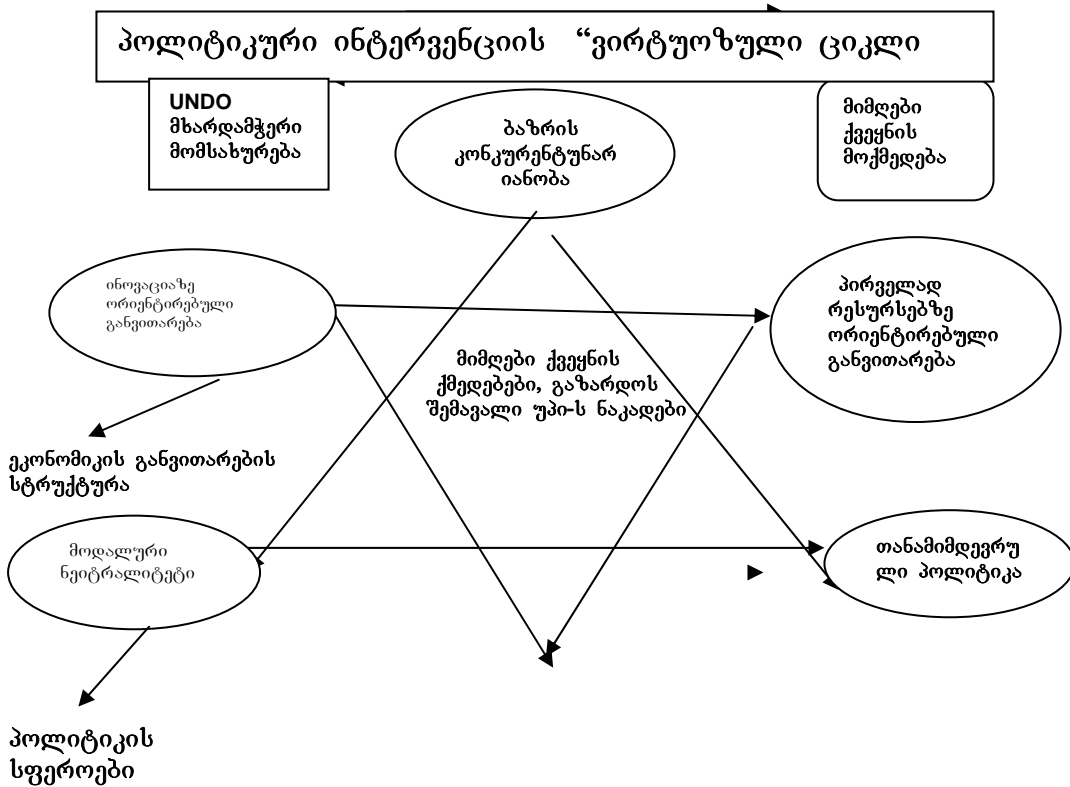 პოლიტიკური ინტერვენციის “ვირტუოზული ციკლი
UNDO
მხარდამჭერი
მომსახურება
ბაზრის
კონკურენტუნარ
იანობა
მიმღები
ქვეყნის
მოქმედება
ინოვაციაზე
ორიენტირებული
განვითარება
პირველად
რესურსებზე
ორიენტირებული
განვითარება
მიმღები ქვეყნის
ქმედებები, გაზარდოს
შემავალი უპი-ს ნაკადები
ეკონომიკის განვითარების
სტრუქტურა
მოდალური
ნეიტრალიტეტი
თანამიმდევრუ
ლი პოლიტიკა
პოლიტიკის
სფეროები